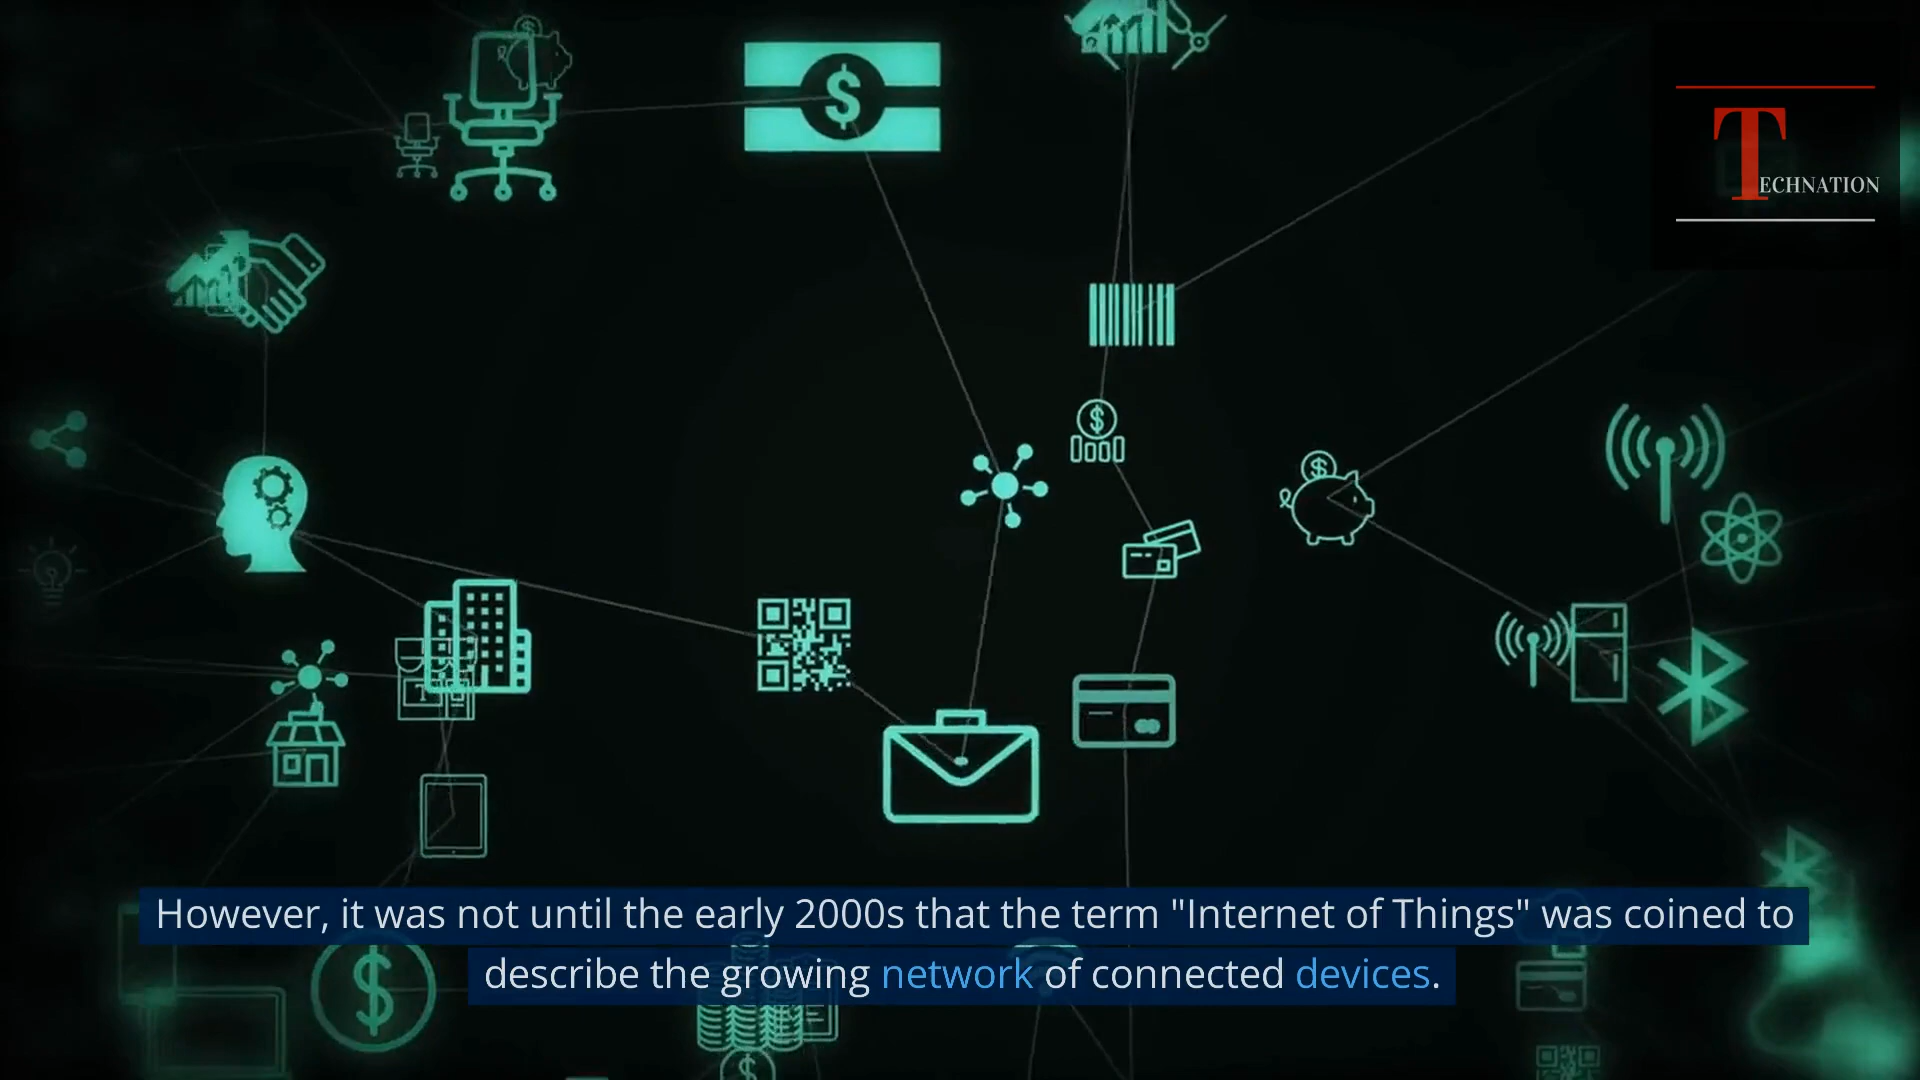 TECHNATION
However, it was not until the early 2000s that the term "Internet of Things" was coined to
describe the growing network of connected devices.